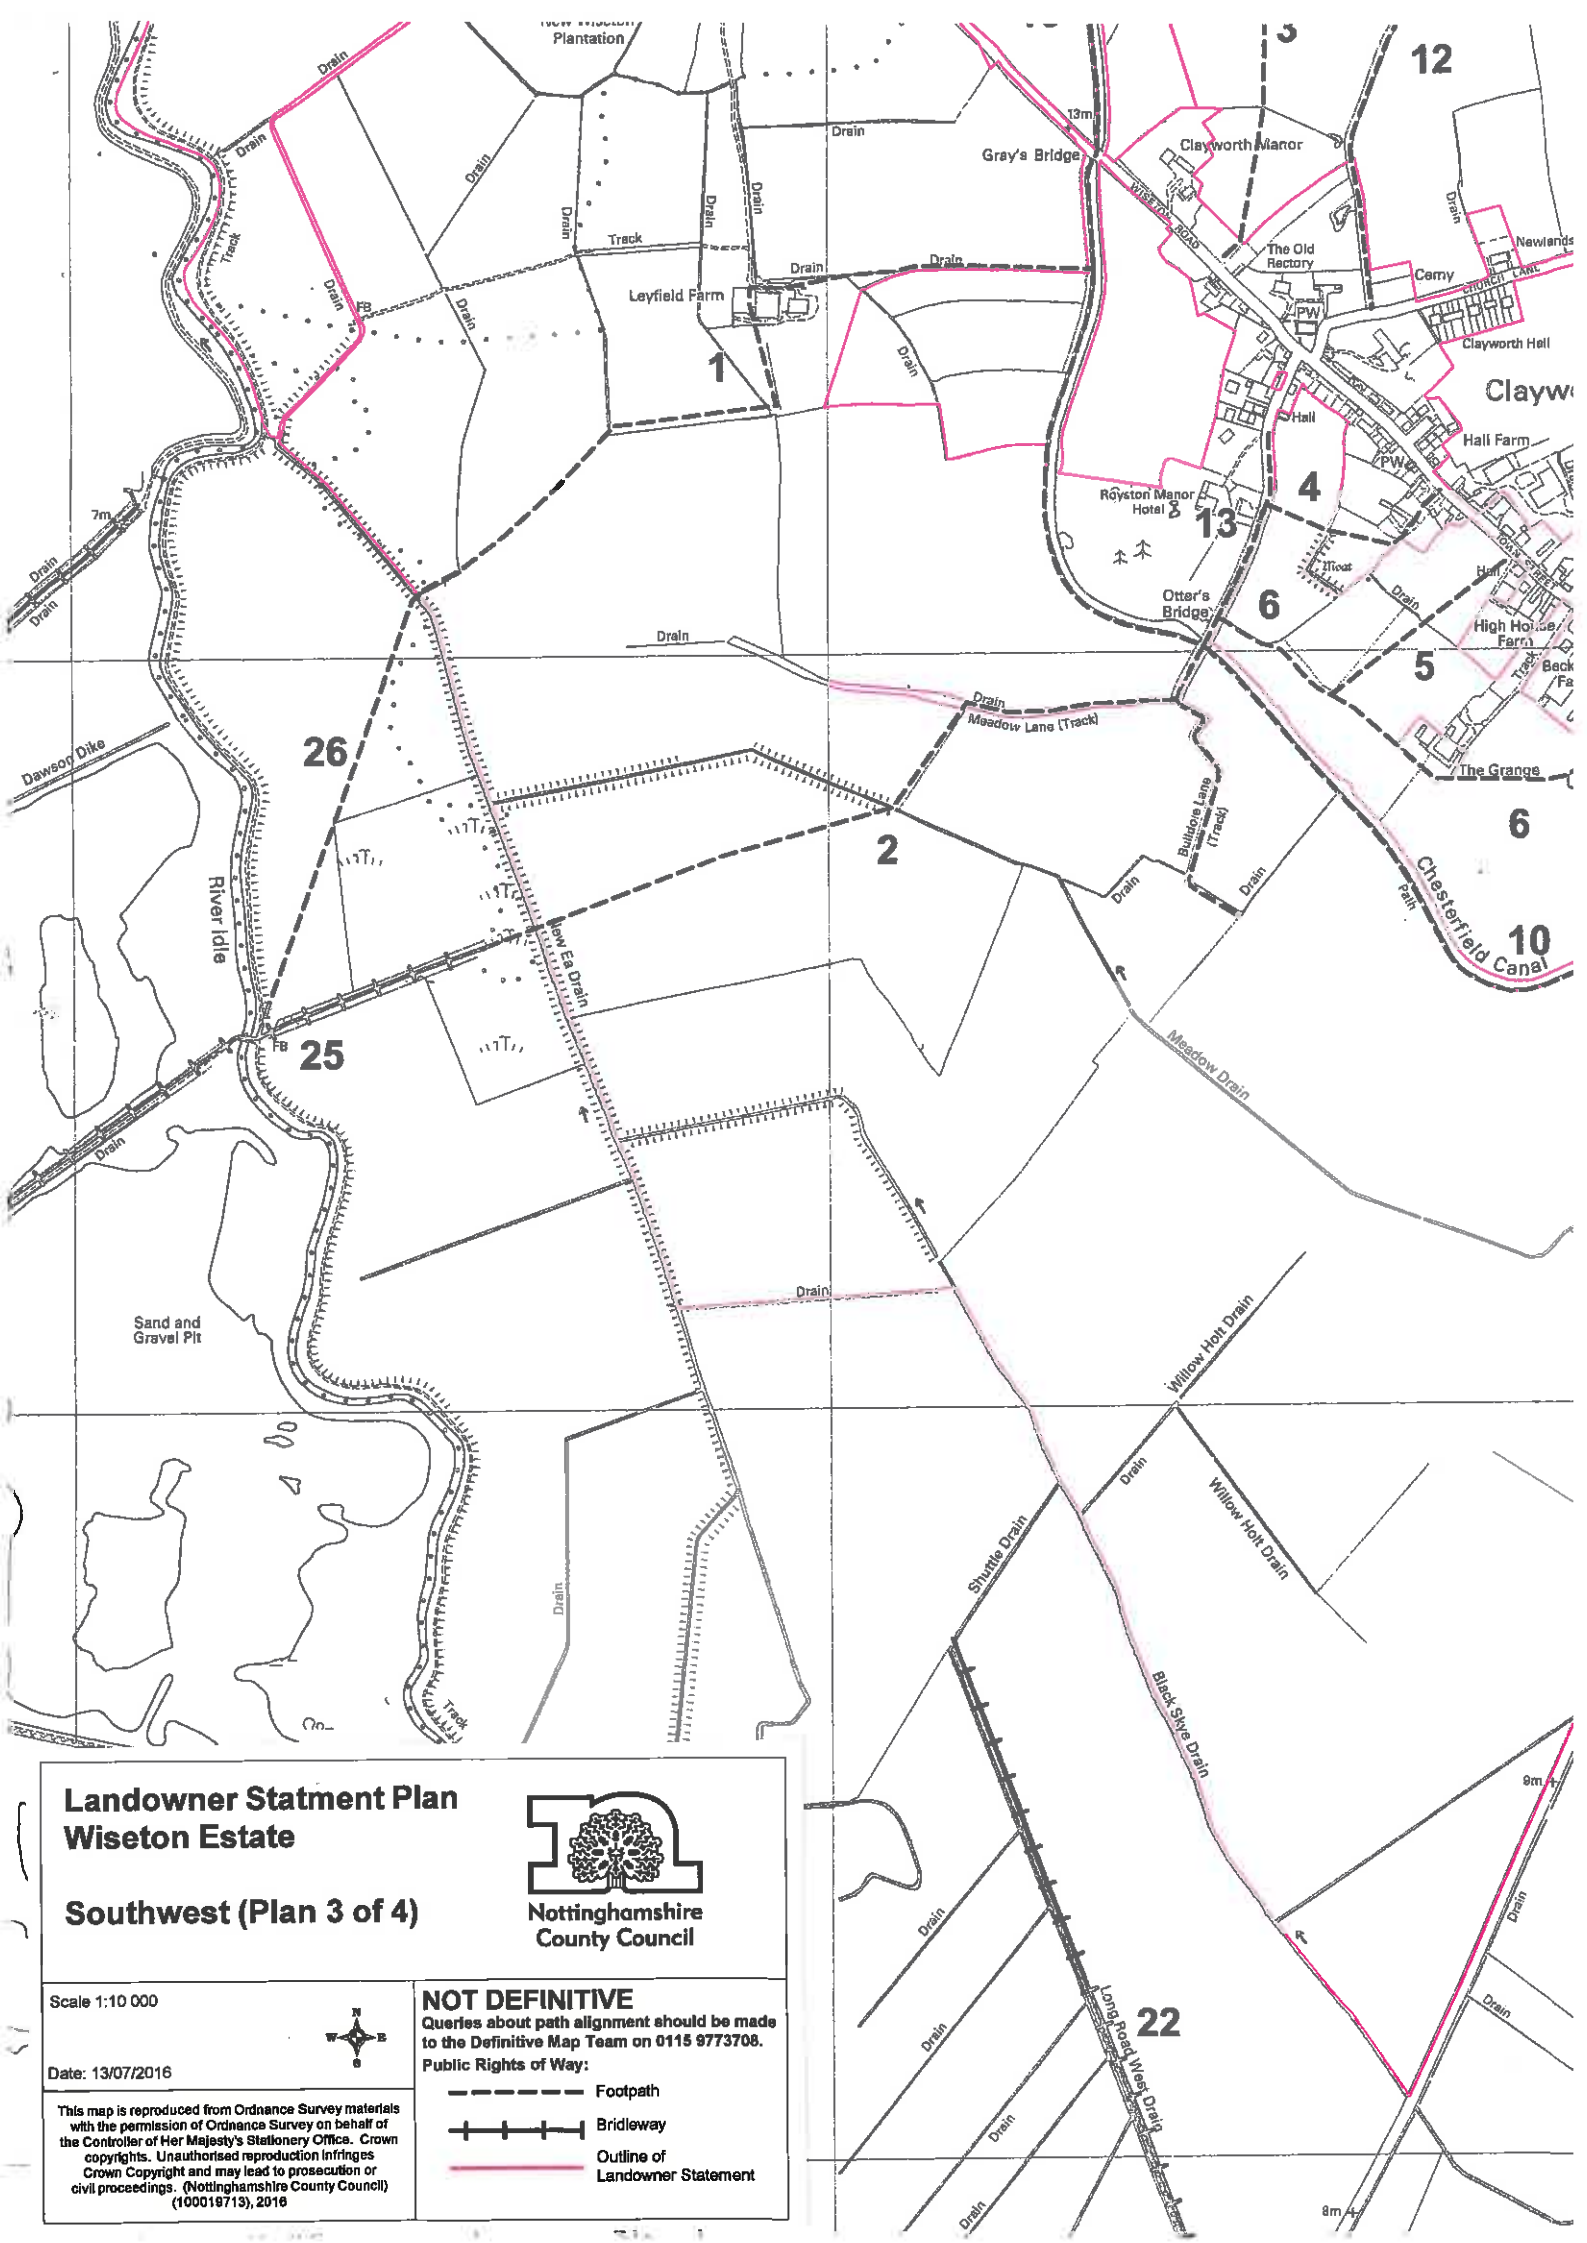 Plantation
Drain
3
12
13m
Drain
Gray's Bridge
Clayworth Manor
WISETON ROAD
Drain
Drain
Drain
Drain
Drain
Drain
Track
Track
The Old
Rectory
Newlands
Cemy
CHURCH LANE
Drain
Drain
Drain
FB
Drain
Leyfield Farm
PW
Clayworth Hall
1
Drain
Hall
Hall Farm
PW
4
Royston Manor
Hotel
13
7m
Drain
Drain
Moat
TOWN STREET
Otter's
Bridge
6
Drain
High House
Farm
Track
5
Drain
Drain
Meadow Lane (Track)
26
Dawson Dike
The Grange
6
Bulldole Lane
(Track)
2
Drain
Drain
River Idle
New Ea Drain
Path
Chesterfield Canal
10
FB
25
Drain
Meadow Drain
Drain
Sand and
Gravel Pit
Willow Holt Drain
Drain
Willow Holt Drain
Shuttle Drain
Drain
Track
Black Skye Drain
9m
Drain
Drain
Drain
Long Road West Drain
22
Drain
Drain
Drain
8m
Landowner Statment Plan
Wiseton Estate
Southwest (Plan 3 of 4)
Nottinghamshire
County Council
Scale 1:10 000
N
W E
S
Date: 13/07/2016
NOT DEFINITIVE
Queries about path alignment should be made
to the Definitive Map Team on 0115 9773708.
Public Rights of Way:
Footpath
Bridleway
Outline of
Landowner Statement
This map is reproduced from Ordnance Survey materials
with the permission of Ordnance Survey on behalf of
the Controller of Her Majesty's Stationery Office. Crown
copyrights. Unauthorised reproduction infringes
Crown Copyright and may lead to prosecution or
civil proceedings. (Nottinghamshire County Council)
(100019713), 2016